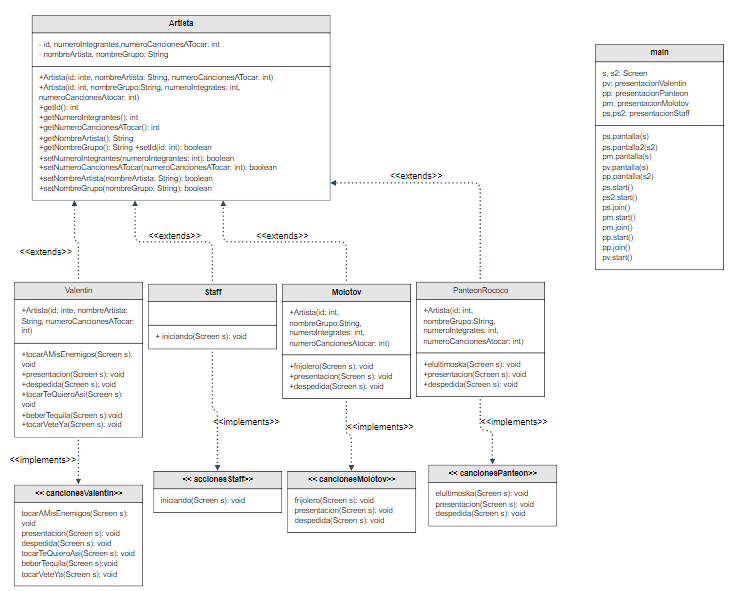 Artista
- id, numeroIntegrantes,numeroCancionesATocar: int
- nombreArtista, nombreGrupo: String
+Artista(id: inte, nombreArtista: String, numeroCancionesATocar: int)
+Artista(id: int, nombreGrupo:String, numeroIntegrates: int,
numeroCancionesAtocar: int)
+getId(): int
+getNumeroIntegrantes(): int
+getNumeroCancionesATocar(): int
+getNombreArtista(): String
+getNombreGrupo(): String +setId(id: int): boolean
+setNumeroIntegrantes(numeroIntegrantes: int): boolean
+setNumeroCancionesATocar(numeroCancionesATocar: int): boolean
+setNombreArtista(nombreArtista: String): boolean
+setNombreGrupo(nombreGrupo: String): boolean
main
s, s2: Screen
pv: presentacionValentin
pp: presentacionPanteon
pm: presentacionMolotov
ps,ps2: presentacionStaff
ps.pantalla(s)
ps.pantalla2(s2)
pm.pantalla(s)
pv.pantalla(s)
pp.pantalla(s2)
ps.start()
ps2.start()
ps.join()
pm.start()
pm.join()
pp.start()
pp.join()
pv.start()
<<extends>>
<<extends>>
<<extends>>
<<extends>>
Valentin
+Artista(id: inte, nombreArtista:
String, numeroCancionesATocar:
int)
+tocarAMisEnemigos(Screen s):
void
+presentacion(Screen s): void
+despedida(Screen s): void
+tocarTeQuieroAsi(Screen s):
void
+beberTequila(Screen s):void
+tocarVeteYa(Screen s): void
Staff
+ iniciando(Screen s): void
Molotov
+Artista(id: int,
nombreGrupo:String,
numeroIntegrates: int,
numeroCancionesAtocar: int)
+frijolero(Screen s): void
+presentacion(Screen s): void
+despedida(Screen s): void
PanteonRococo
+Artista(id: int,
nombreGrupo:String,
numeroIntegrates: int,
numeroCancionesAtocar: int)
+elultimoska(Screen s): void
+presentacion(Screen s): void
+despedida(Screen s): void
<<implements>>
<<implements>>
<<implements>>
<<implements>>
<< cancionesValentin>>
tocarAMisEnemigos(Screen s):
void
presentacion(Screen s): void
despedida(Screen s): void
tocarTeQuieroAsi(Screen s): void
beberTequila(Screen s):void
tocarVeteYa(Screen s): void
<< accionesStaff>>
iniciando(Screen s): void
<< cancionesMolotov>>
frijolero(Screen s): void
presentacion(Screen s): void
despedida(Screen s): void
<< cancionesPanteon>>
elultimoska(Screen s): void
presentacion(Screen s): void
despedida(Screen s): void